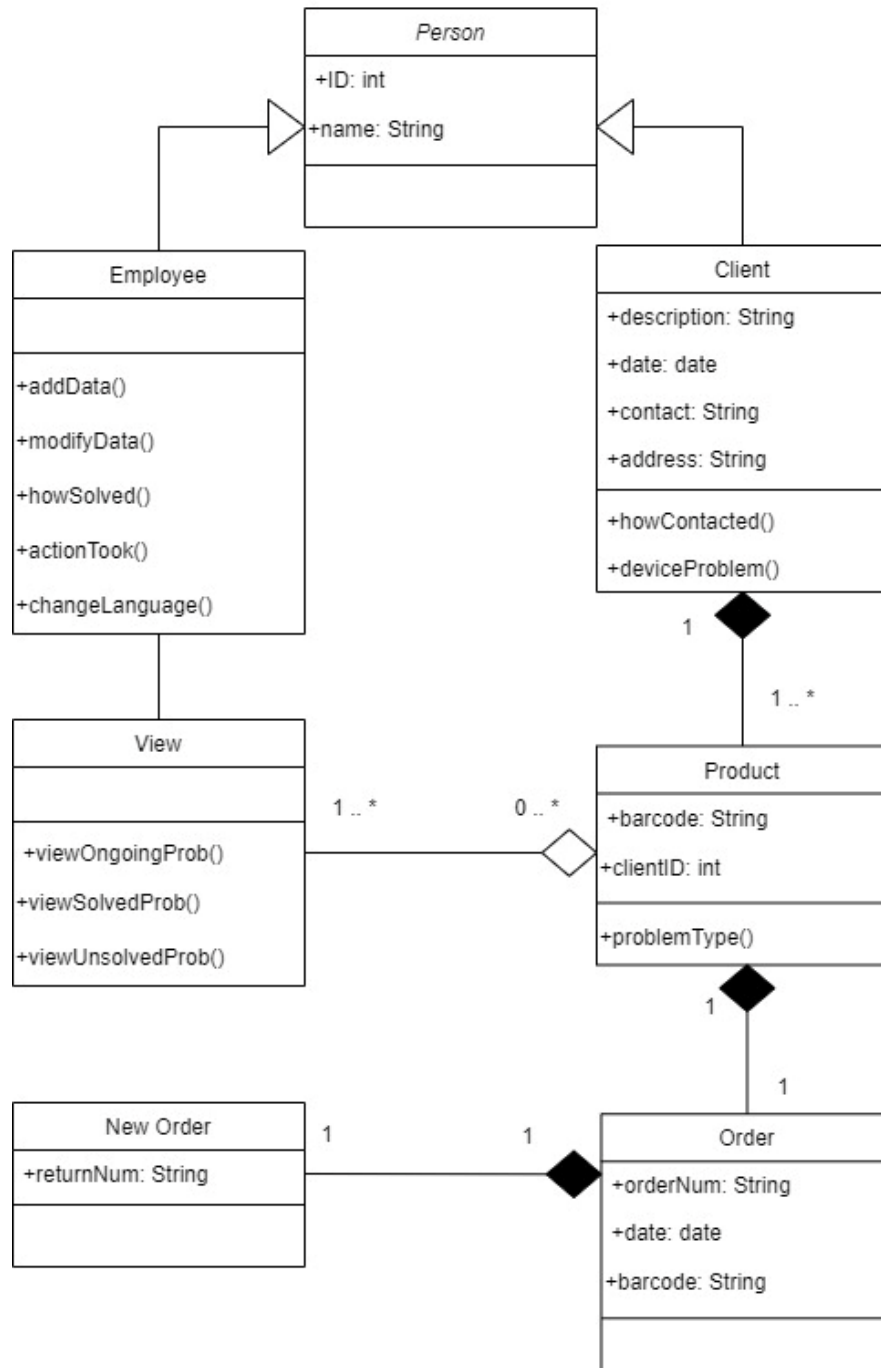 Person
+ID: int
+name: String
Employee
+addData()
+modifyData()
+howSolved()
+actionTook()
+changeLanguage()
Client
+description: String
+date: date
+contact: String
+address: String
+howContacted()
+deviceProblem()
1
1 .. *
View
+viewOngoingProb()
+viewSolvedProb()
+viewUnsolvedProb()
1 .. *
0 .. *
Product
+barcode: String
+clientID: int
+problemType()
1
1
New Order
+returnNum: String
1
1
Order
+orderNum: String
+date: date
+barcode: String